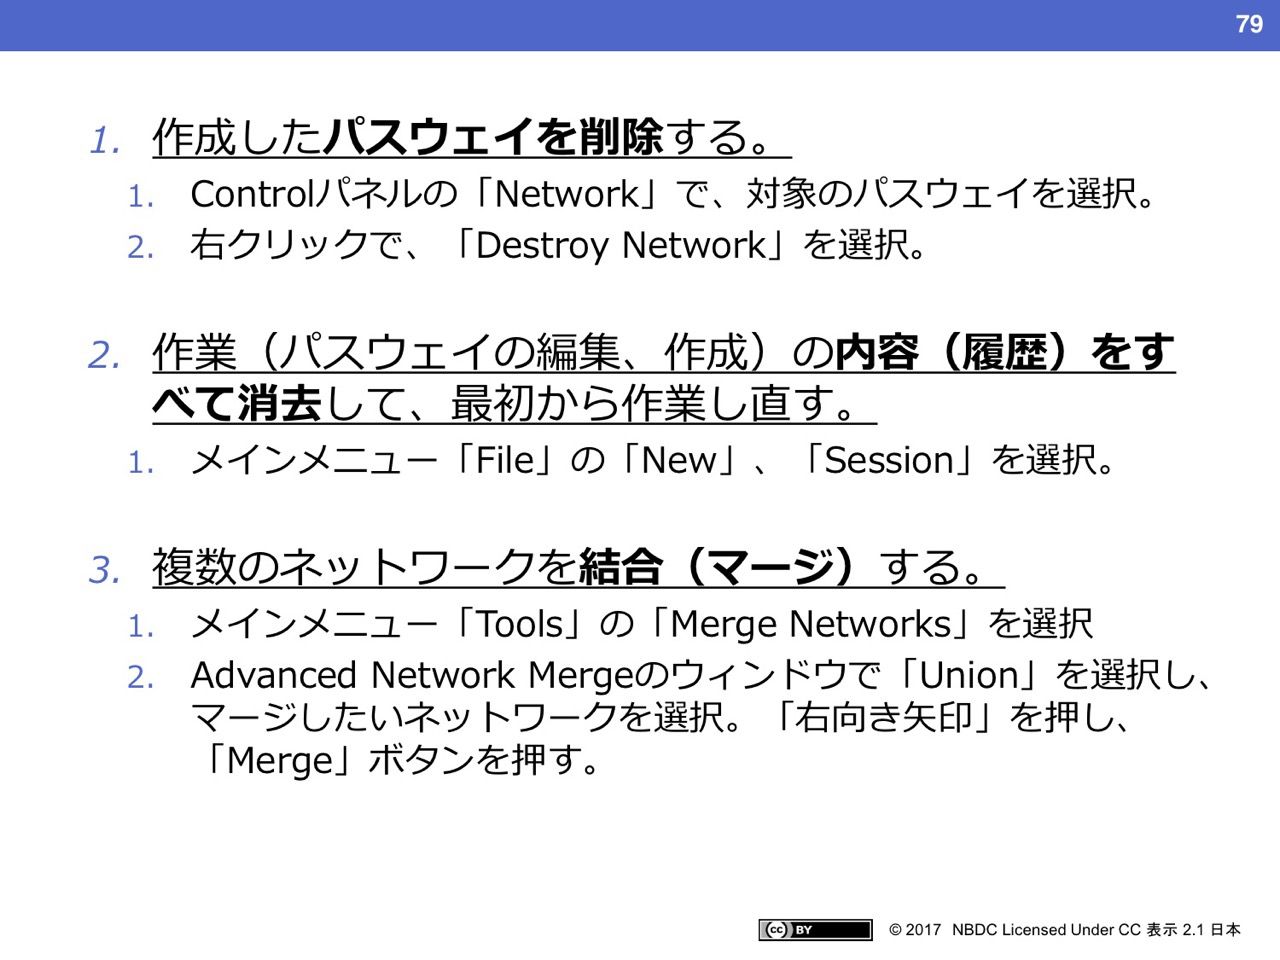 79
1. 作成したパスウェイを削除する。
1. Controlパネルの「Network」で、対象のパスウェイを選択。
2. 右クリックで、「Destroy Network」を選択。
2. 作業（パスウェイの編集、作成）の内容（履歴）をす
べて消去して、最初から作業し直す。
1. メインメニュー「File」の「New」、「Session」を選択。
3. 複数のネットワークを結合（マージ）する。
1. メインメニュー「Tools」の「Merge Networks」を選択
2. Advanced Network Mergeのウィンドウで「Union」を選択し、
マージしたいネットワークを選択。「右向き矢印」を押し、
「Merge」ボタンを押す。
cc BY © 2017 NBDC Licensed Under CC 表示 2.1 日本